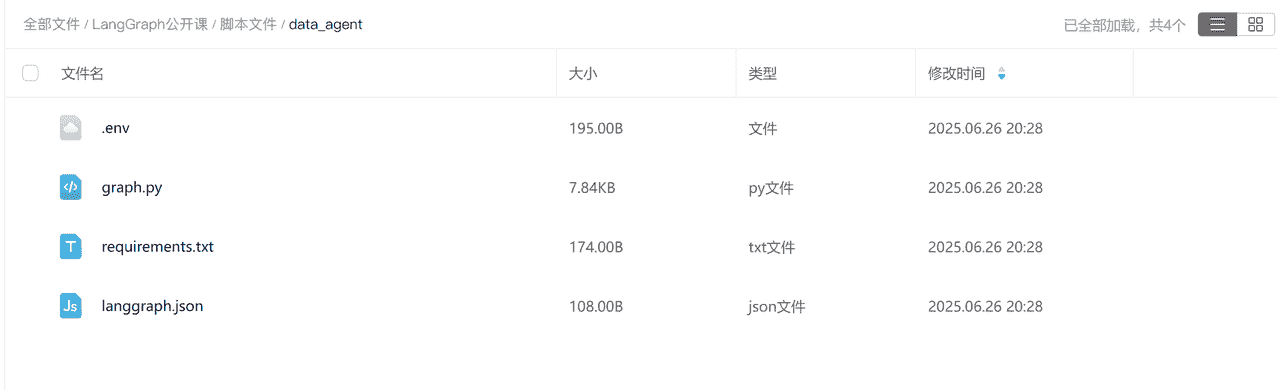 全部文件 / LangGraph公开课 / 脚本文件 / data_agent 已全部加载，共4个
文件名 大小 类型 修改时间
.env 195.00B 文件 2025.06.26 20:28
graph.py 7.84KB py文件 2025.06.26 20:28
requirements.txt 174.00B txt文件 2025.06.26 20:28
langgraph.json 108.00B json文件 2025.06.26 20:28